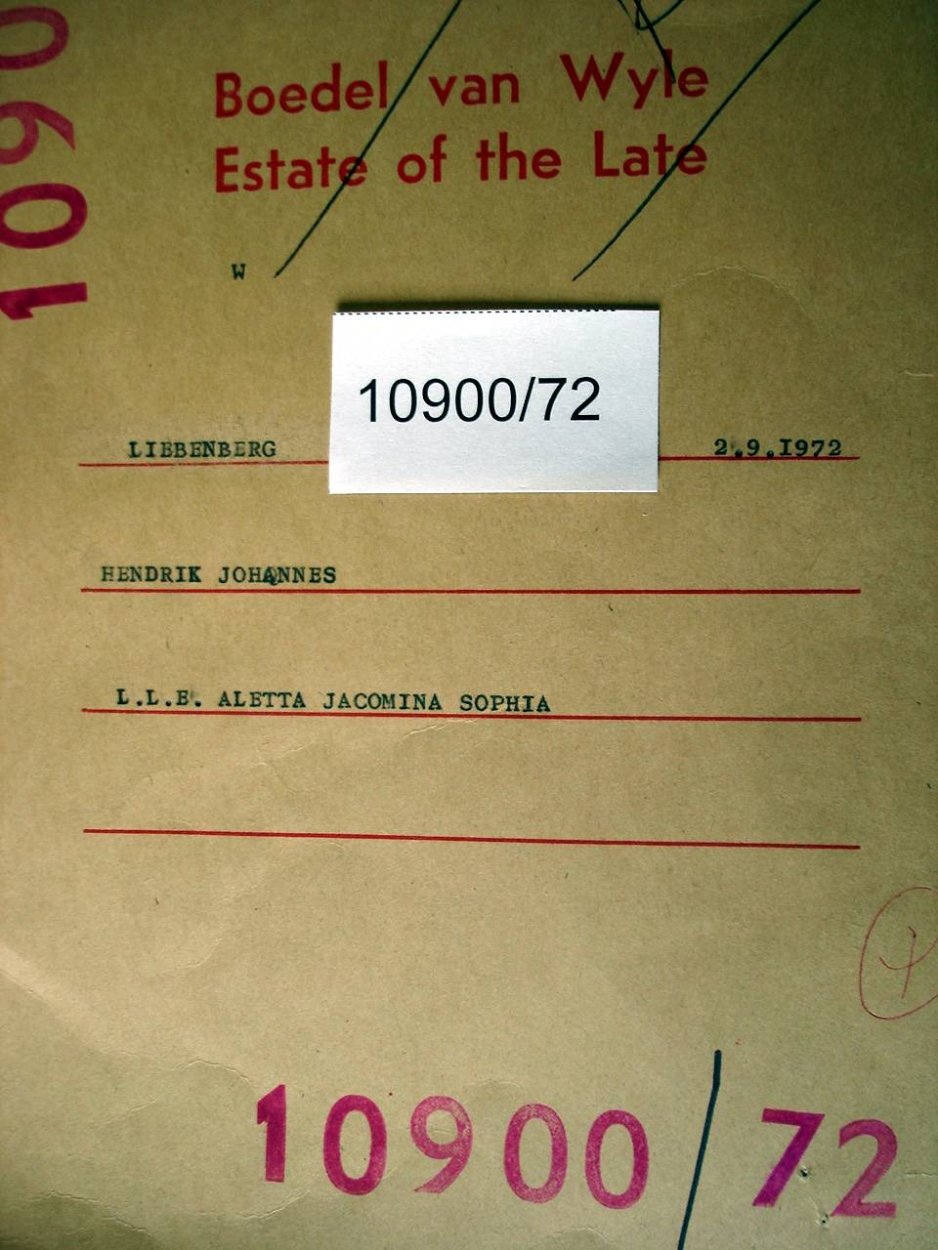 1090
Boedel van Wyle
Estate of the Late
W
10900/72
LIEBENBERG 2.9.1972
HENDRIK JOHANNES
L.L.E. ALETTA JACOMINA SOPHIA
10900/72